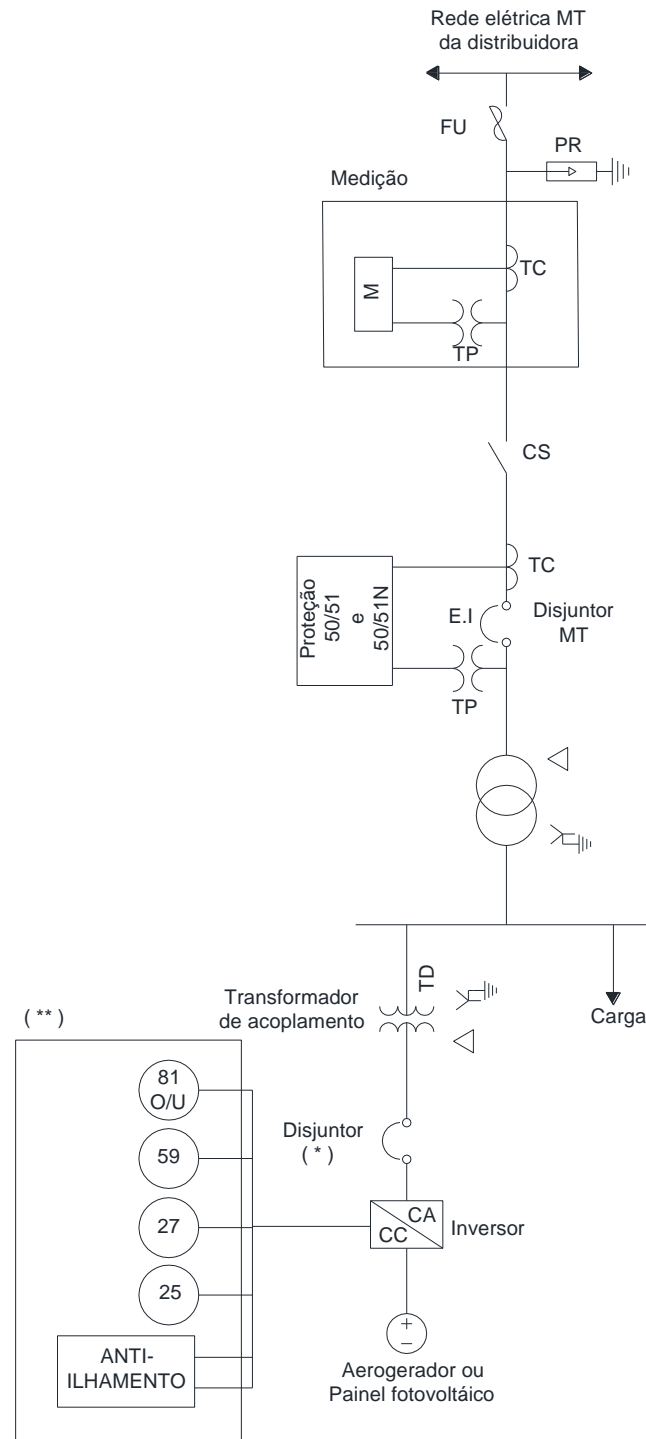 Rede elétrica MT
da distribuidora
FU
PR
Medição
TC
M
TP
CS
TC
Proteção
50/51
e
50/51N
E.I
Disjuntor
MT
TP
TD
Transformador
de acoplamento
Carga
( ** )
81
O/U
59
27
25
ANTI-
ILHAMENTO
Disjuntor
( * )
CA
CC
Inversor
+
−
Aerogerador ou
Painel fotovoltáico